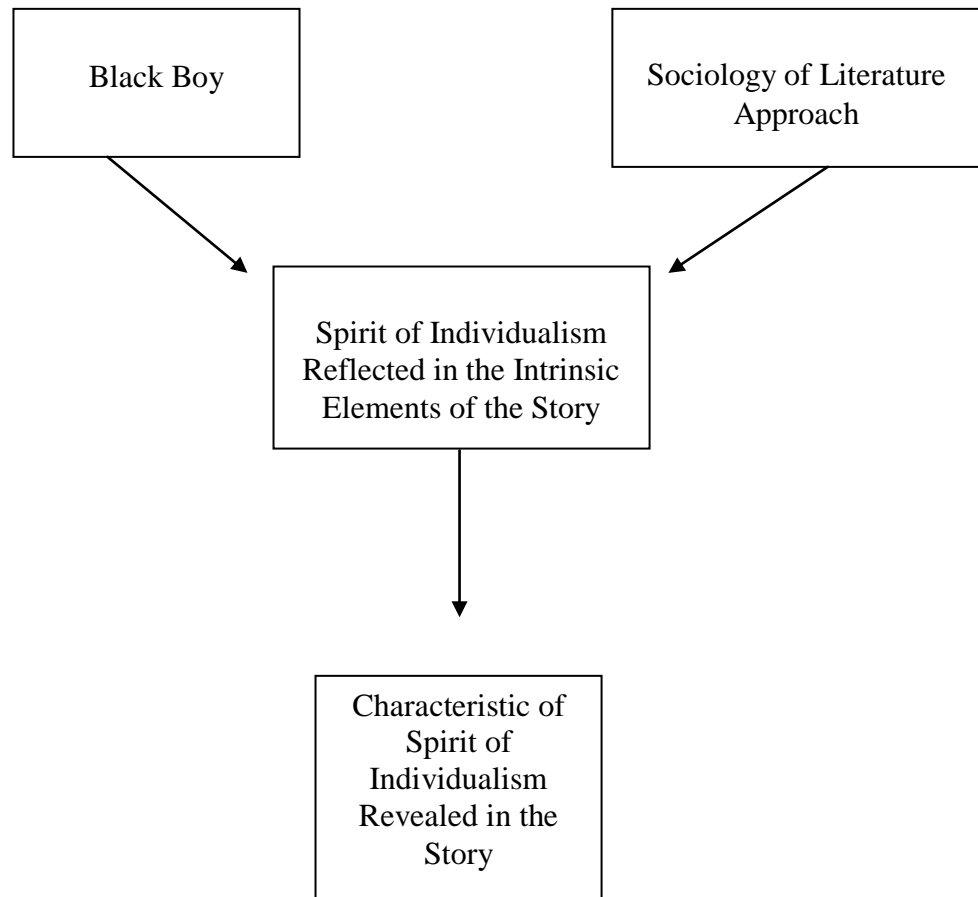 Black Boy
Sociology of Literature
Approach
Spirit of Individualism
Reflected in the Intrinsic
Elements of the Story
Characteristic of
Spirit of
Individualism
Revealed in the
Story